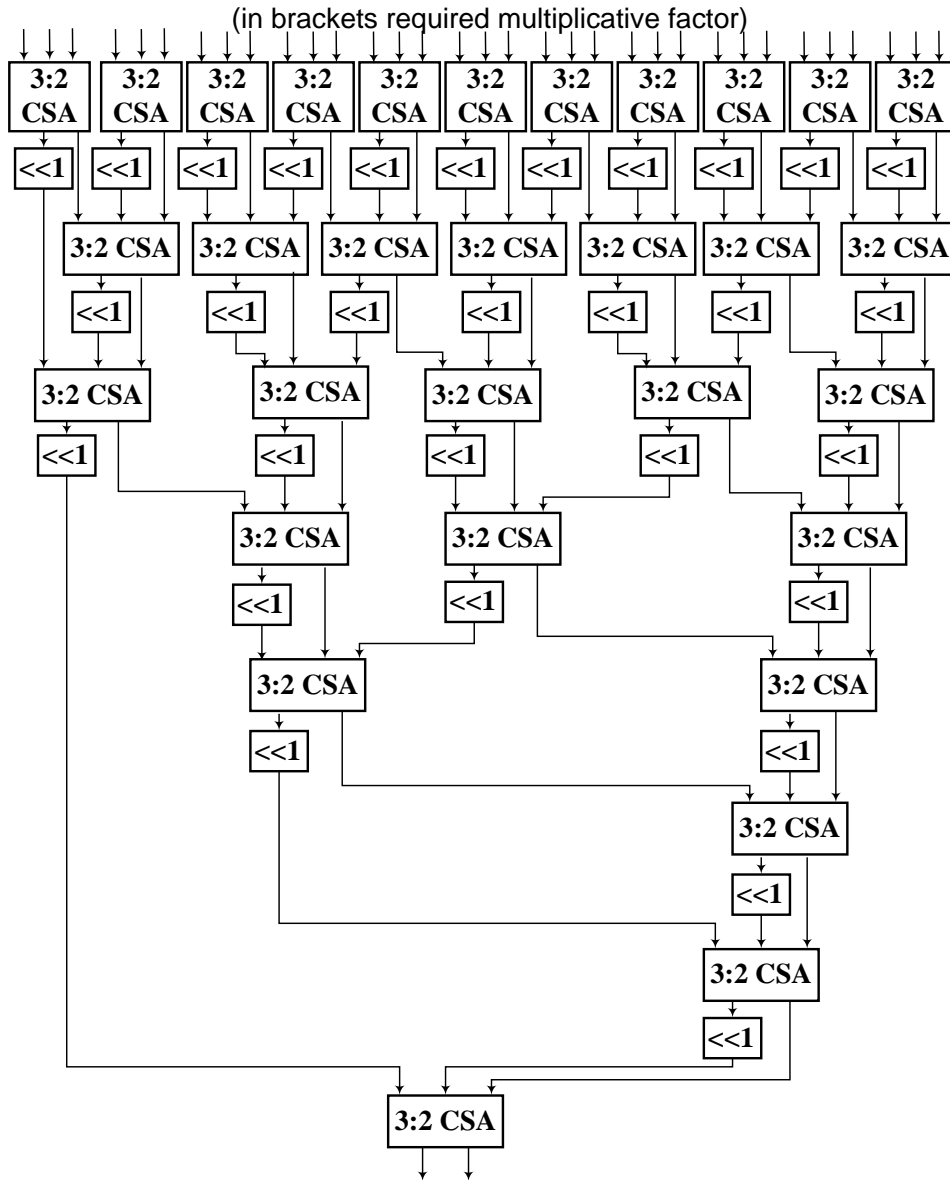 (in brackets required multiplicative factor)
3:2 3:2 3:2 3:2 3:2 3:2 3:2 3:2 3:2 3:2 3:2
CSA CSA CSA CSA CSA CSA CSA CSA CSA CSA CSA
<<1 <<1 <<1 <<1 <<1 <<1 <<1 <<1 <<1 <<1 <<1
3:2 CSA 3:2 CSA 3:2 CSA 3:2 CSA 3:2 CSA 3:2 CSA 3:2 CSA
<<1 <<1 <<1 <<1 <<1 <<1 <<1
3:2 CSA 3:2 CSA 3:2 CSA 3:2 CSA 3:2 CSA
<<1 <<1 <<1 <<1 <<1
3:2 CSA 3:2 CSA 3:2 CSA
<<1 <<1 <<1
3:2 CSA 3:2 CSA
<<1 <<1
3:2 CSA
<<1
3:2 CSA
<<1
3:2 CSA